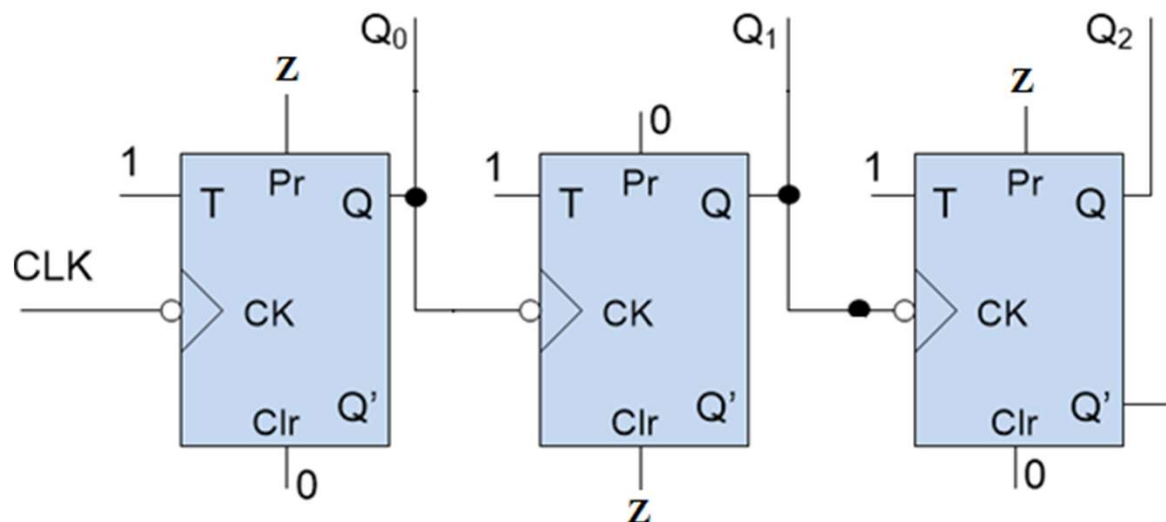 Q0 Q1 Q2
Z 0 Z
1 Pr 1 Pr 1 Pr
T Q T Q T Q
CLK
CK CK CK
Q' Q' Q'
Clr Clr Clr
0 Z 0